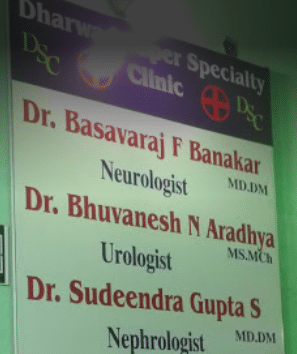 Specialty
DSC Clinic DSC
Dr. Basavaraj F Banakar
Neurologist MD.DM
Dr. Bhuvanesh N Aradhya
Urologist MS.MCh
Dr. Sudeendra Gupta S
Nephrologist MD.DM